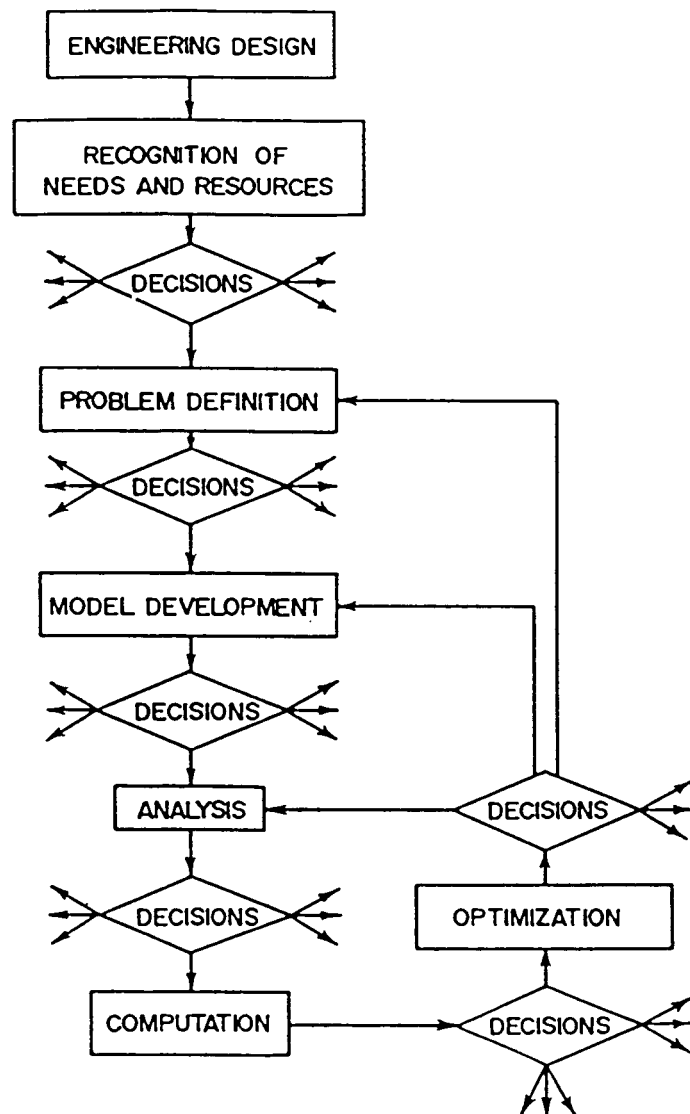 ENGINEERING DESIGN
RECOGNITION OF
NEEDS AND RESOURCES
DECISIONS
PROBLEM DEFINITION
DECISIONS
MODEL DEVELOPMENT
DECISIONS
ANALYSIS
DECISIONS
DECISIONS
OPTIMIZATION
COMPUTATION
DECISIONS